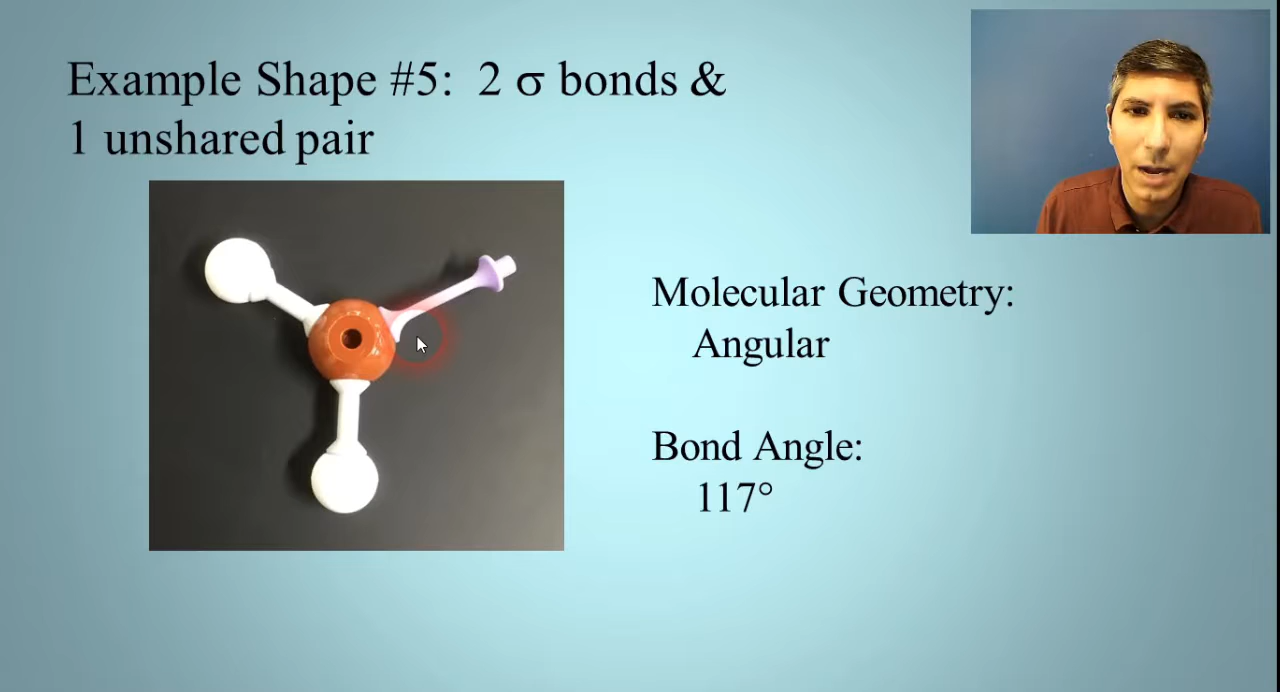 Example Shape #5:  2 σ bonds &
1 unshared pair
Molecular Geometry:
Angular
Bond Angle:
117°